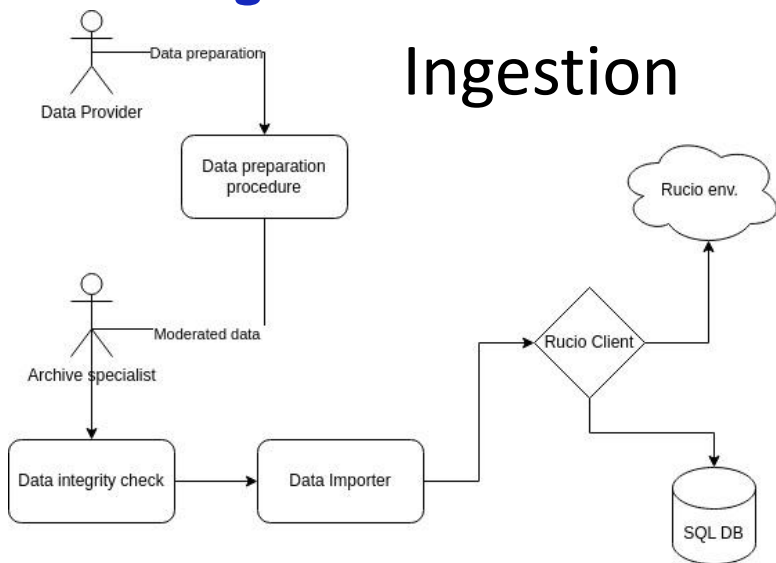 Ingestion
Data preparation
Data Provider
Data preparation
procedure
Rucio env.
Moderated data
Rucio Client
Archive specialist
Data integrity check
Data Importer
SQL DB